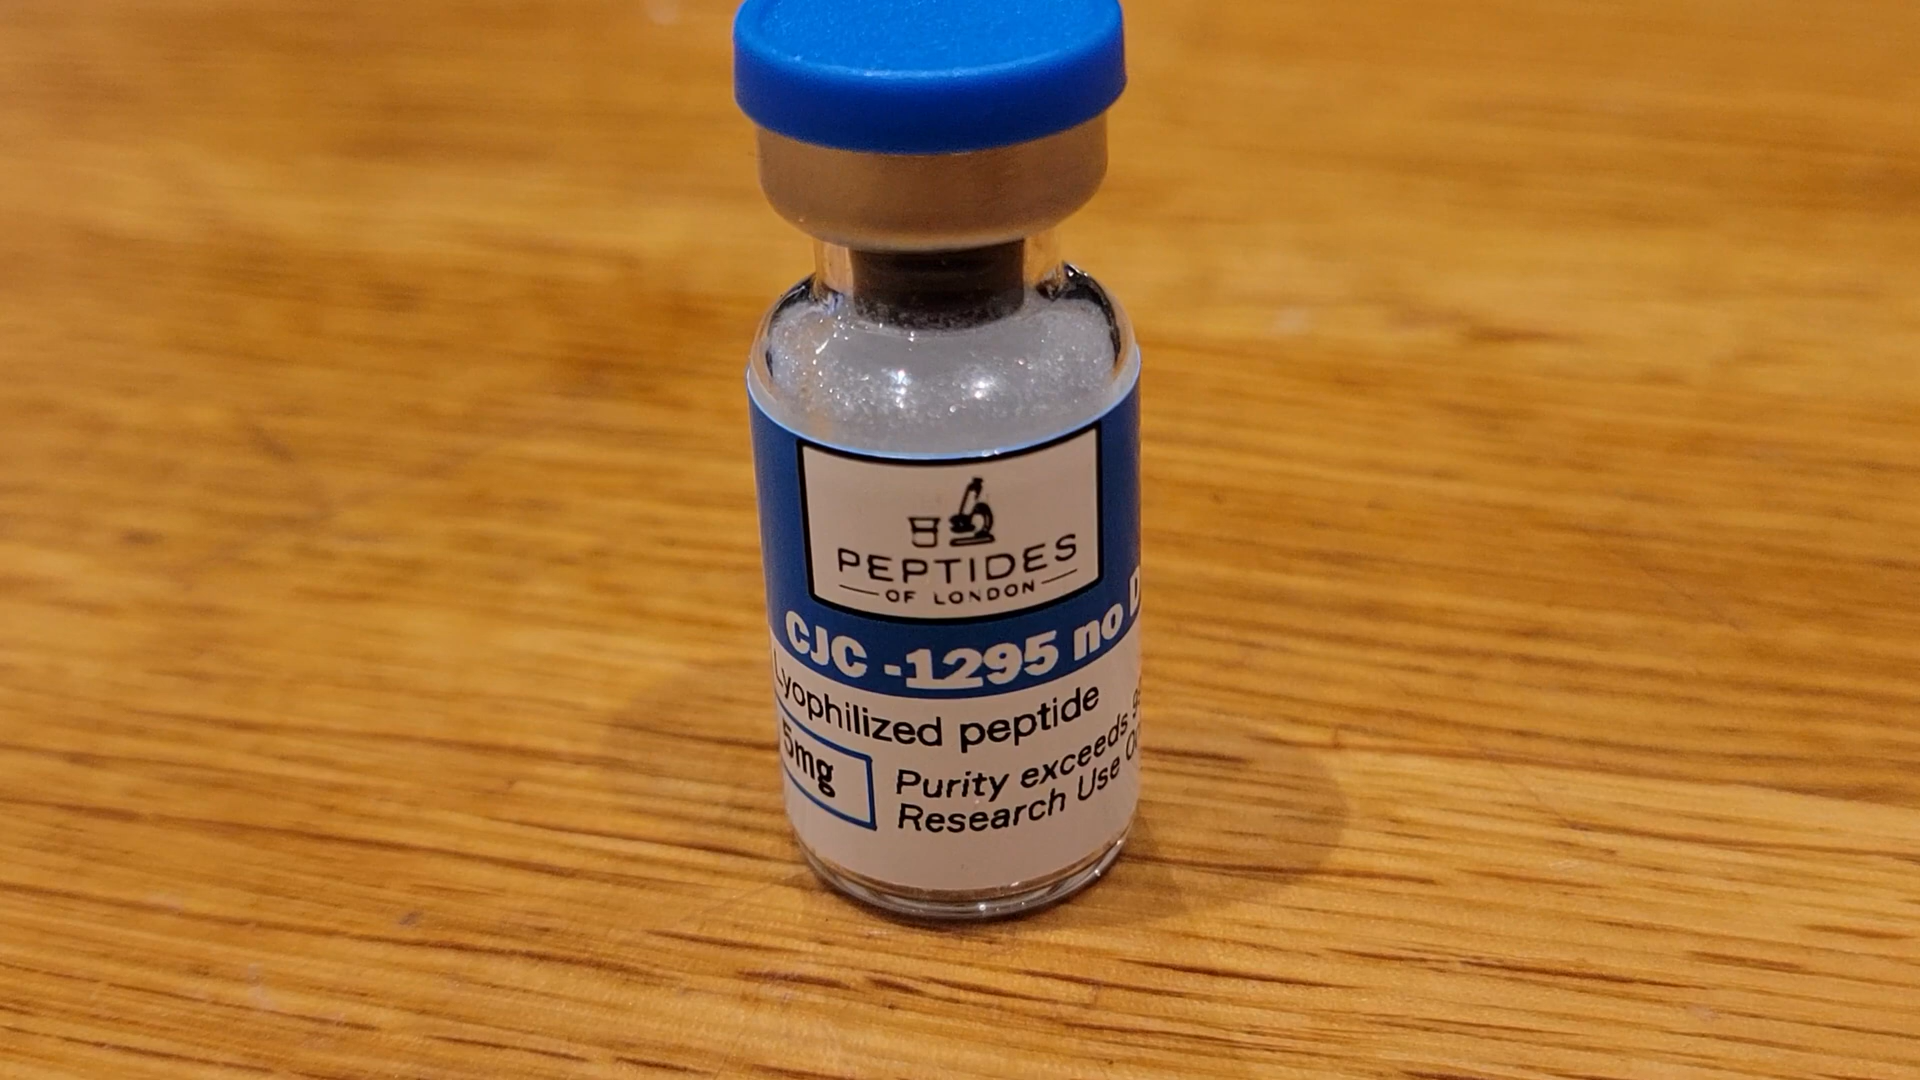 PEPTIDES
OF LONDON
CJC -1295 no
Lyophilized peptide
5mg
Purity exceeds
Research Use